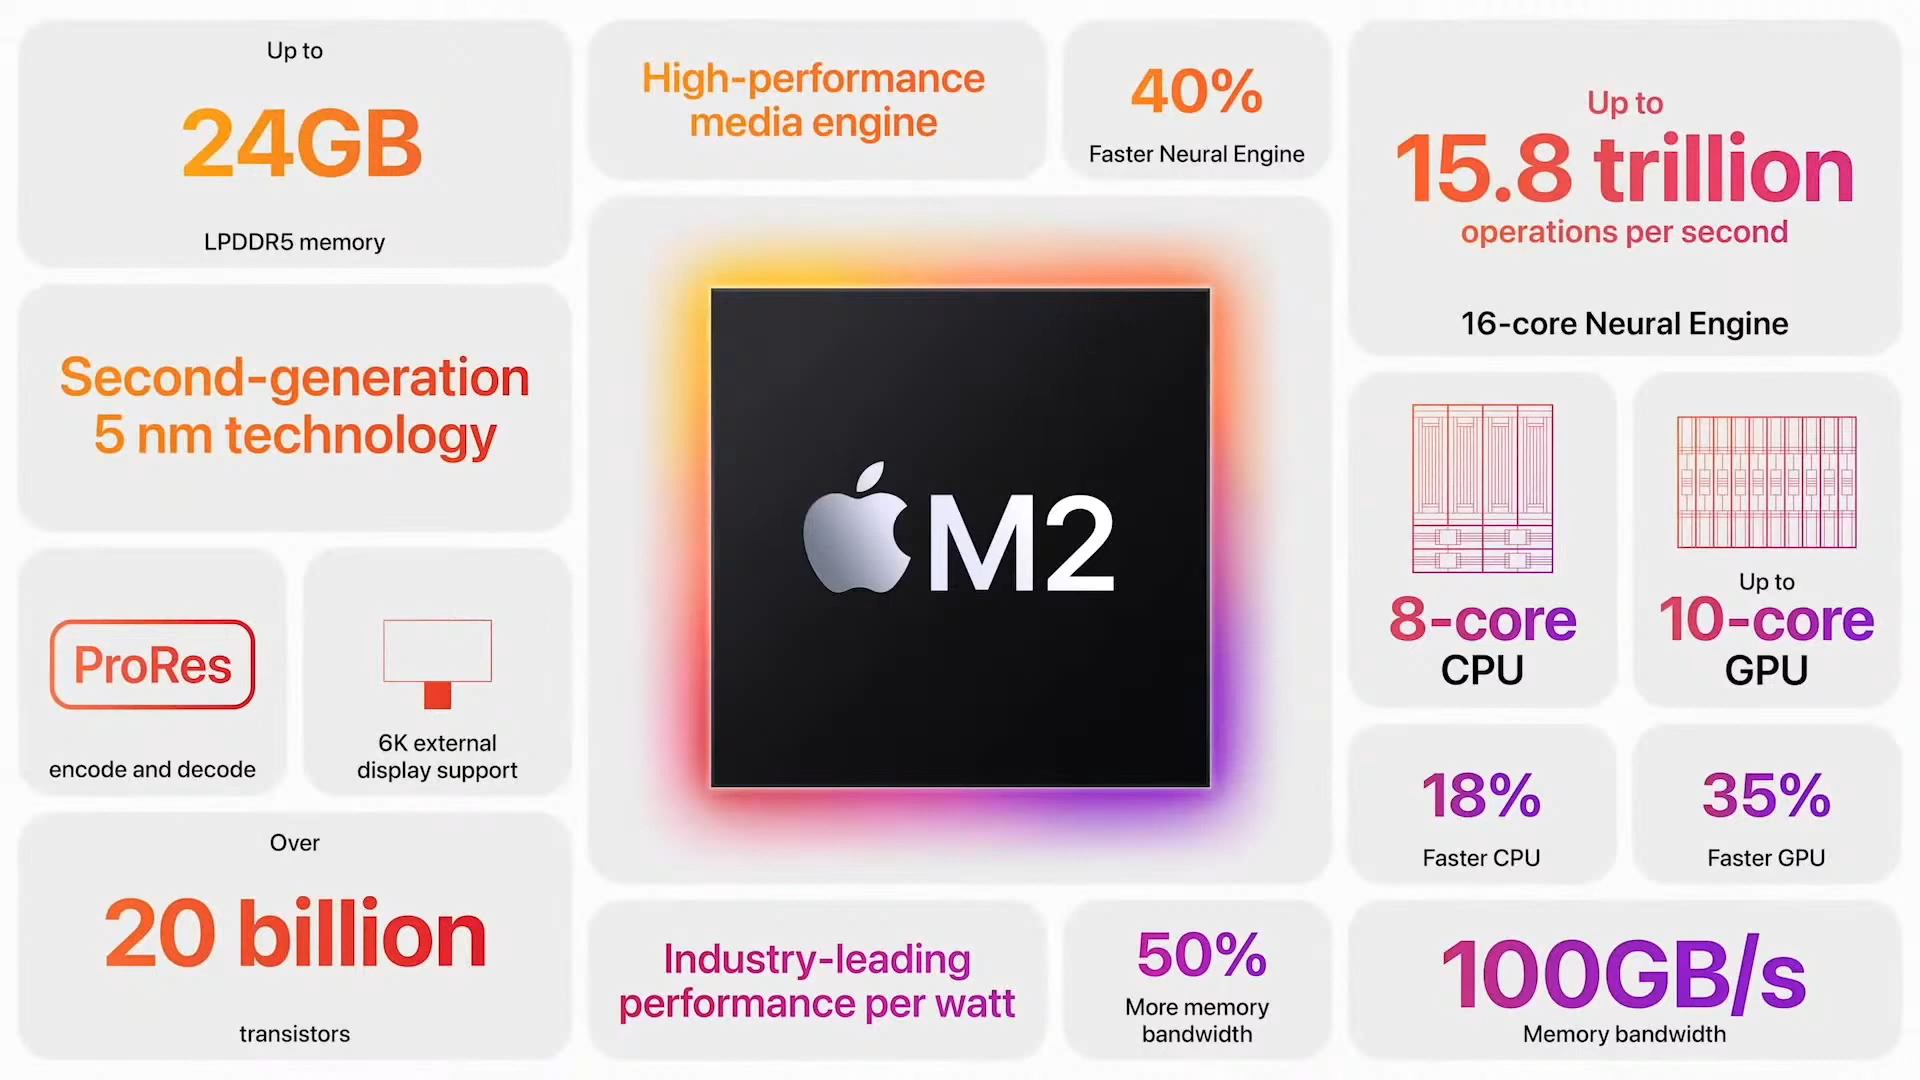 Up to
24GB
LPDDR5 memory
Second-generation
5 nm technology
ProRes
encode and decode
6K external
display support
Over
20 billion
transistors
High-performance
media engine
40%
Faster Neural Engine
M2
Industry-leading
performance per watt
50%
More memory
bandwidth
Up to
15.8 trillion
operations per second
16-core Neural Engine
8-core
CPU
Up to
10-core
GPU
18%
Faster CPU
35%
Faster GPU
100GB/s
Memory bandwidth